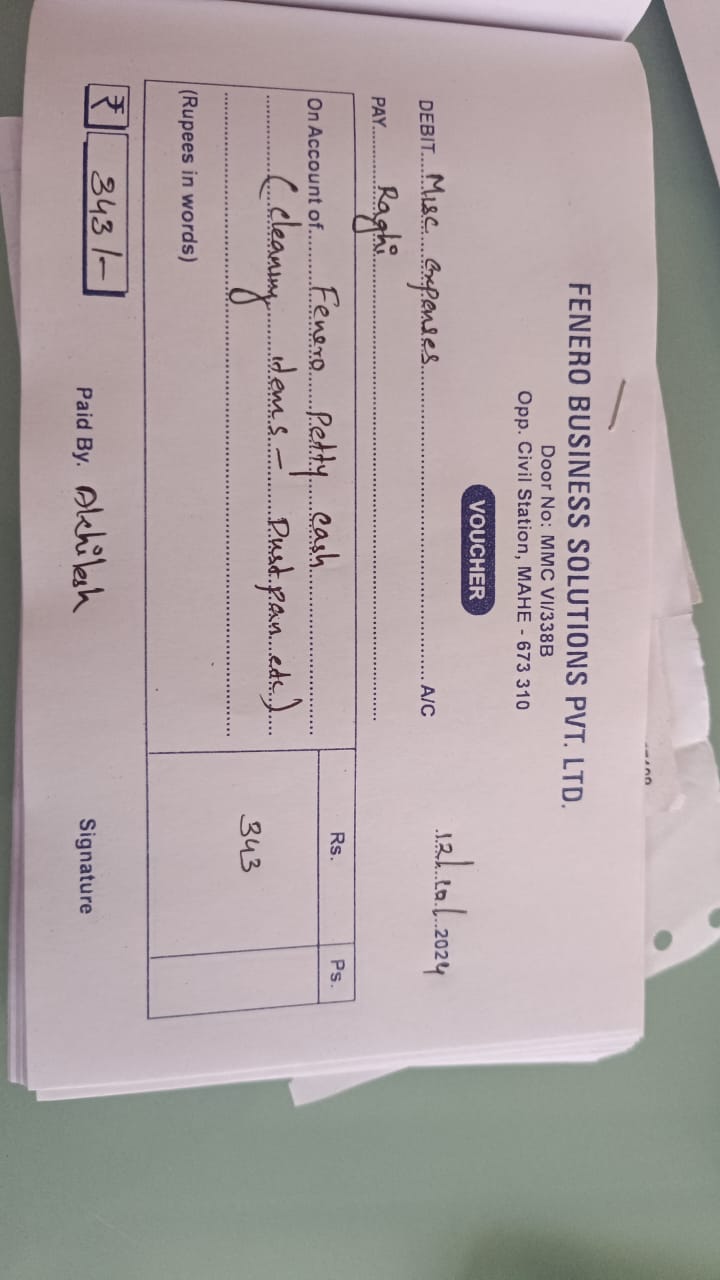 FENERO BUSINESS SOLUTIONS PVT. LTD.
Door No: MMC VI/338B
Opp. Civil Station, MAHE - 673 310
VOUCHER
12/10/2024
DEBIT Misc expenses A/C
PAY Raghi
On Account of Fenero Petty cash Rs. Ps.
(cleaning items - Dust pan etc) 343
(Rupees in words)
₹ 343/- Paid By. Akhilesh Signature